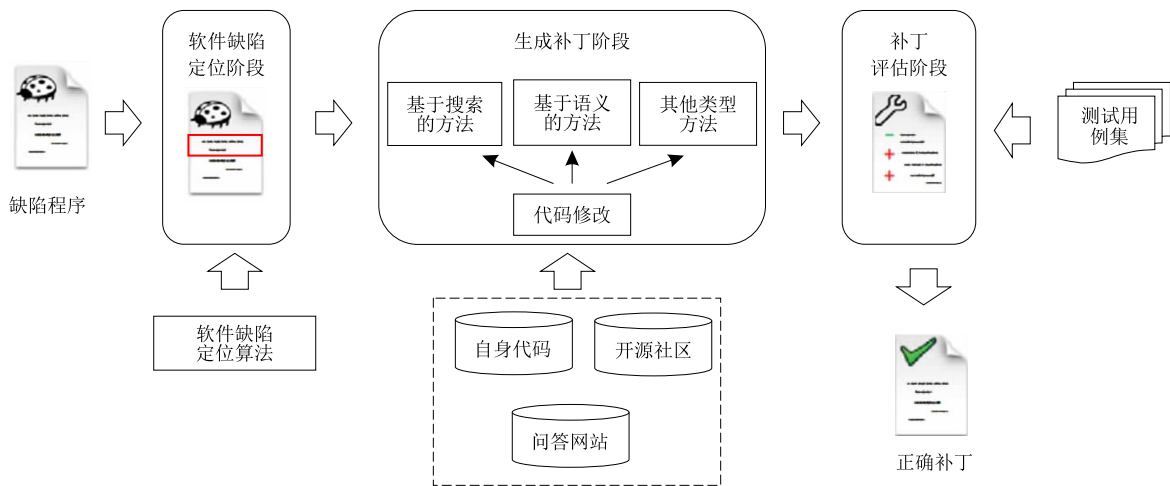 软件缺陷
定位阶段
生成补丁阶段
补丁
评估阶段
基于搜索
的方法
基于语义
的方法
其他类型
方法
测试用
例集
缺陷程序
代码修改
软件缺陷
定位算法
自身代码
开源社区
问答网站
正确补丁